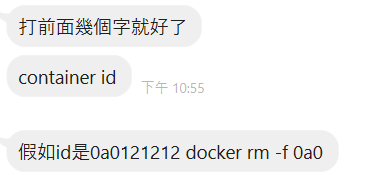 打前面幾個字就好了
container id
下午 10:55
假如id是0a0121212 docker rm -f 0a0